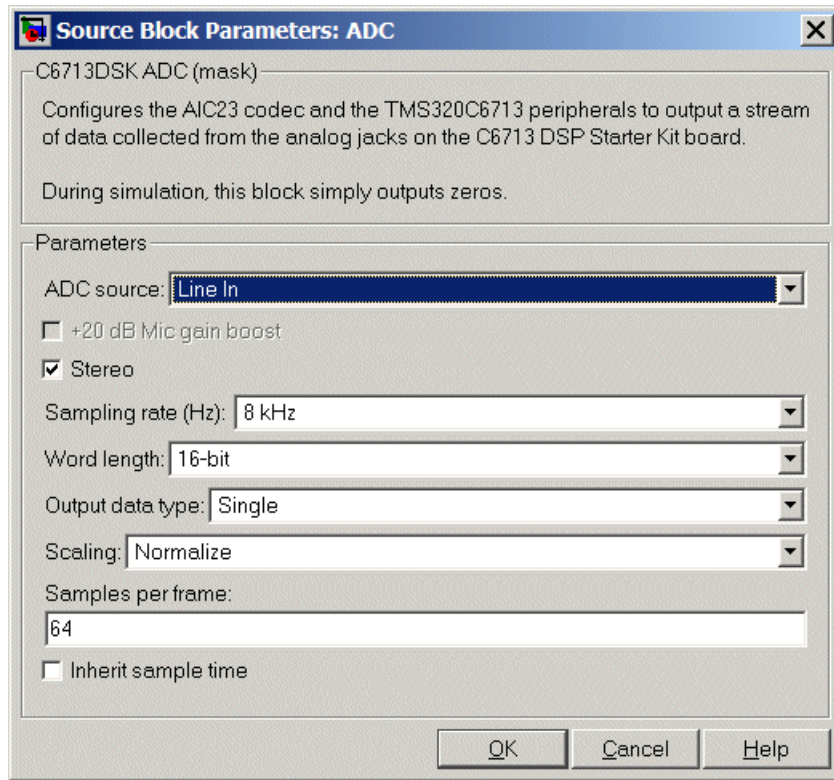 Source Block Parameters: ADC
C6713DSK ADC (mask)
Configures the AIC23 codec and the TMS320C6713 peripherals to output a stream
of data collected from the analog jacks on the C6713 DSP Starter Kit board.
During simulation, this block simply outputs zeros.
Parameters
ADC source: Line In
+20 dB Mic gain boost
Stereo
Sampling rate (Hz): 8 kHz
Word length: 16-bit
Output data type: Single
Scaling: Normalize
Samples per frame:
64
Inherit sample time
OK Cancel Help